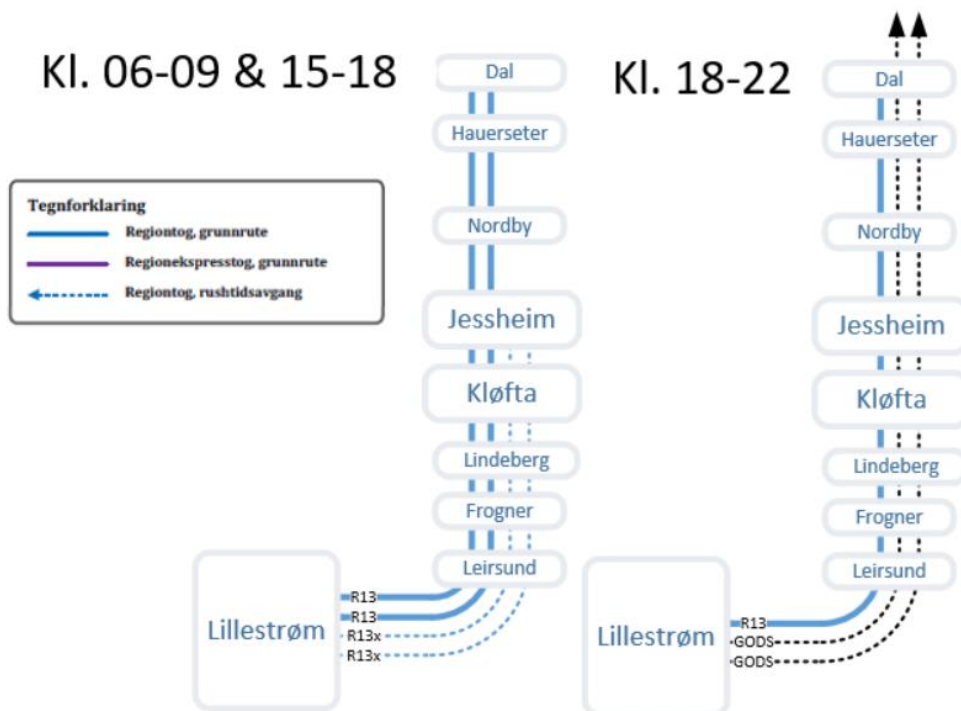 Kl. 06-09 & 15-18
Tegnforklaring
Regiontog, grunnrute
Regionekspresstog, grunnrute
Regiontog, rushtidsavgang
Dal
Hauerseter
Nordby
Jessheim
Kløfta
Lindeberg
Frogner
Leirsund
Lillestrøm
R13
R13
R13x
R13x
Kl. 18-22
Dal
Hauerseter
Nordby
Jessheim
Kløfta
Lindeberg
Frogner
Leirsund
Lillestrøm
R13
GODS
GODS